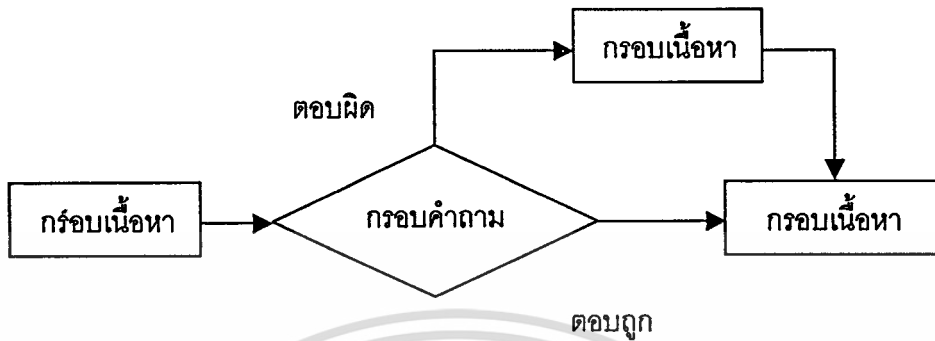 กรอบเนื้อหา
ตอบผิด
กรอบเนื้อหา
กรอบคำถาม
กรอบเนื้อหา
ตอบถูก